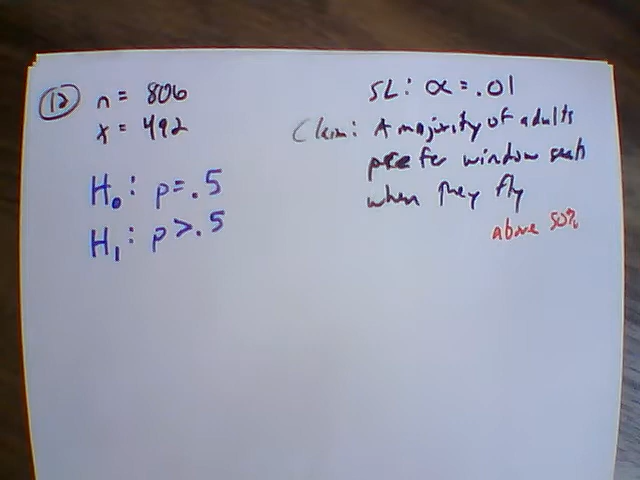 12 n = 806
x = 492
H₀: p = .5
H₁: p > .5
SL: α = .01
Claim: A majority of adults
prefer window seats
when they fly
above 50%